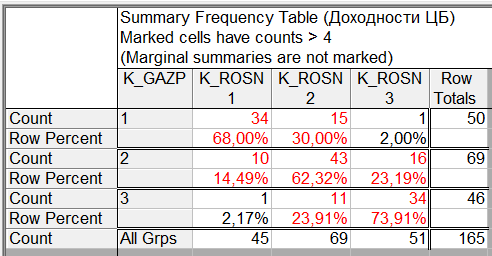 Summary Frequency Table (Доходности ЦБ)
Marked cells have counts > 4
(Marginal summaries are not marked)
K_GAZP K_ROSN 1 K_ROSN 2 K_ROSN 3 Row Totals
Count 1 34 15 1 50
Row Percent 68,00% 30,00% 2,00%
Count 2 10 43 16 69
Row Percent 14,49% 62,32% 23,19%
Count 3 1 11 34 46
Row Percent 2,17% 23,91% 73,91%
Count All Grps 45 69 51 165